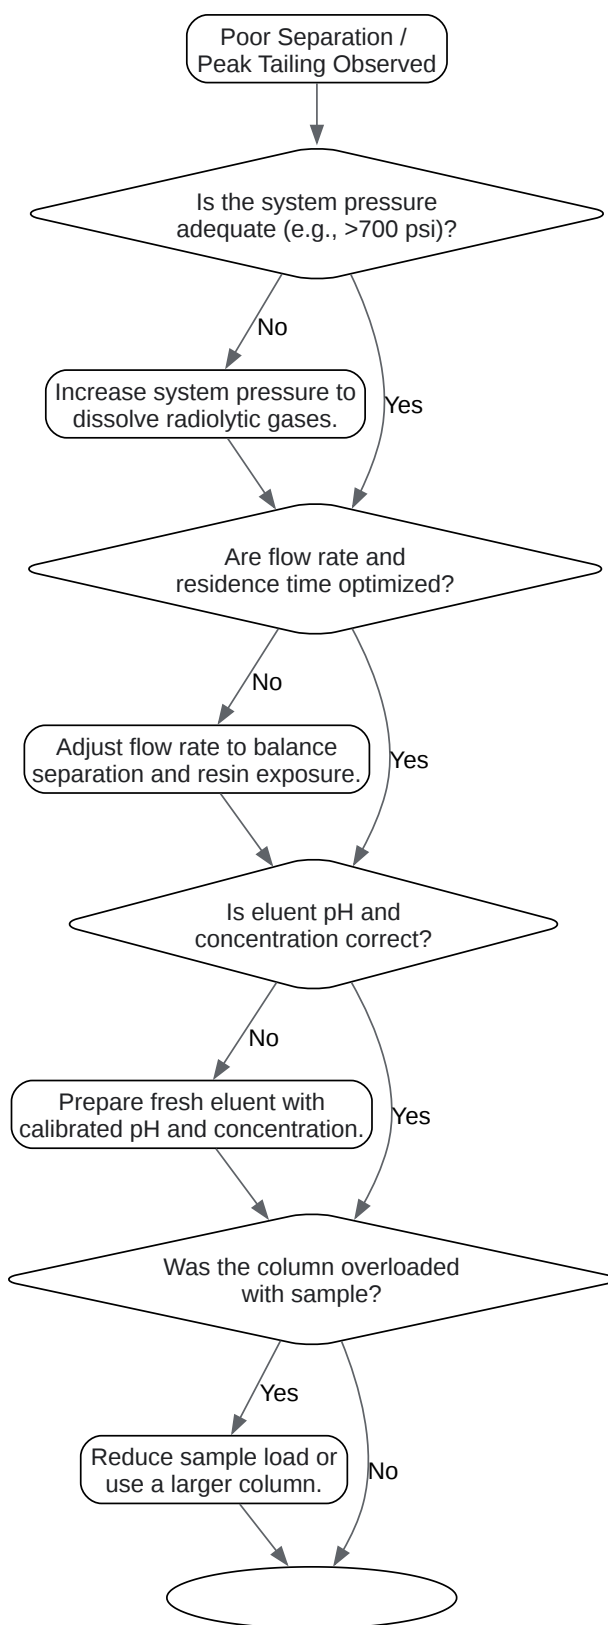 Poor Separation /
Peak Tailing Observed
Is the system pressure
adequate (e.g., >700 psi)?
No
Increase system pressure to
dissolve radiolytic gases.
Yes
Are flow rate and
residence time optimized?
No
Adjust flow rate to balance
separation and resin exposure.
Yes
Is eluent pH and
concentration correct?
No
Prepare fresh eluent with
calibrated pH and concentration.
Yes
Was the column overloaded
with sample?
Yes
Reduce sample load or
use a larger column.
No